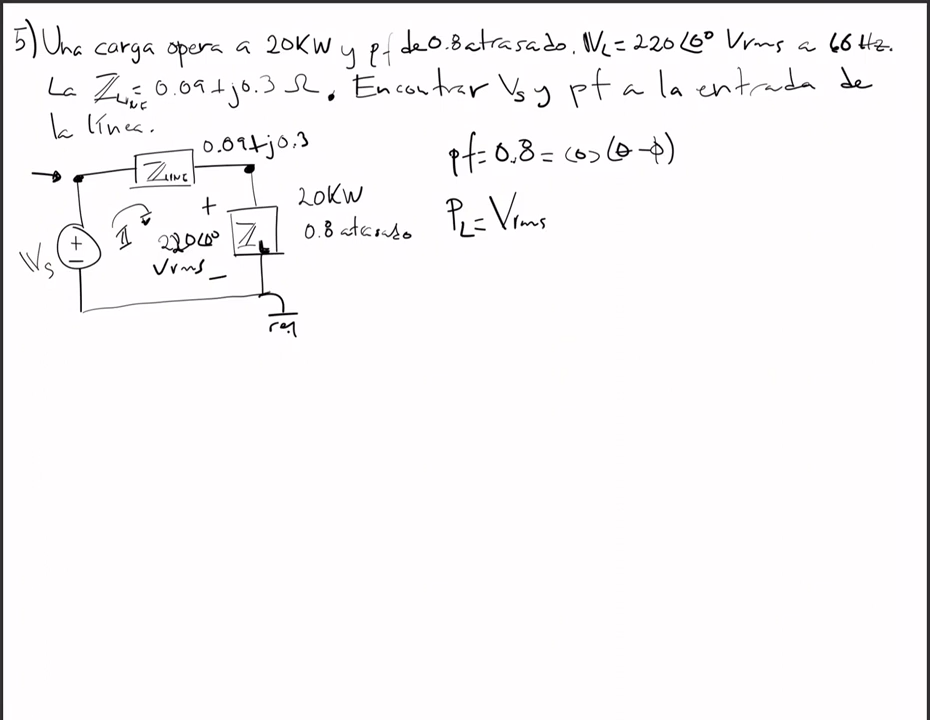 5) Una carga opera a 20KW y pf de 0.8 atrasado. VL = 220∠0° Vrms a 60 Hz.
La ZLINE = 0.09 + j0.3 Ω. Encontrar Vs y pf a la entrada de
la línea.
0.09+j0.3
pf = 0.8 = cos(θ-ϕ)
ZLINE
20KW
PL = Vrms
+
I
220∠0°
ZL
0.8 atrasado
Vs
+
-
Vrms
-
ref